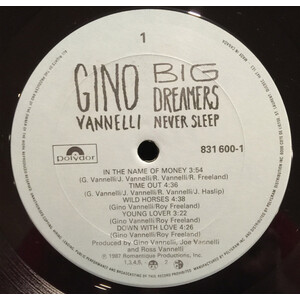 1
GINO BIG
DREAMERS
VANNELLI NEVER SLEEP
polydor
831 600-1
IN THE NAME OF MONEY 3:54
(G. Vannelli/J. Vannelli/R. Vannelli/R. Freeland)
TIME OUT 4:36
(G. Vannelli/J. Vannelli/R. Vannelli/J. Haslip)
WILD HORSES 4:38
(Gino Vannelli/Roy Freeland)
YOUNG LOVER 3:22
(Gino Vannelli)
DOWN WITH LOVE 4:26
(Gino Vannelli/Roy Freeland)
Produced by Gino Vannelli, Joe Vannelli
and Ross Vannelli
℗ 1987 Romantique Productions, Inc.